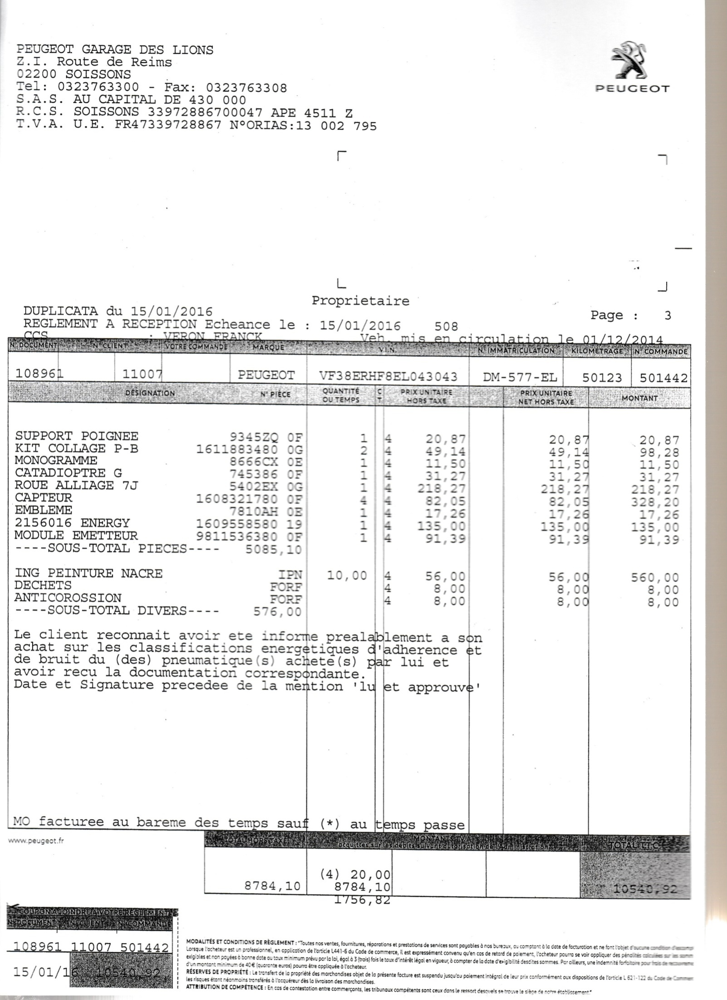 PEUGEOT GARAGE DES LIONS
Z.I. Route de Reims
02200 SOISSONS
Tel: 0323763300 - Fax: 0323763308
S.A.S. AU CAPITAL DE 430 000
R.C.S. SOISSONS 33972886700047 APE 4511 Z
T.V.A. U.E. FR47339728867 N°ORIAS:13 002 795
PEUGEOT
Proprietaire
DUPLICATA du 15/01/2016 Page : 3
REGLEMENT A RECEPTION Echeance le : 15/01/2016 508
CCS : VERON FRANCK Veh. mis en circulation le 01/12/2014
N° DOCUMENT N° CLIENT VOTRE COMMANDE MARQUE V.I.N. N° IMMATRICULATION KILOMÉTRAGE N° COMMANDE
108961 11007 PEUGEOT VF38ERHF8EL043043 DM-577-EL 50123 501442
DÉSIGNATION N° PIÈCE QUANTITÉ OU TEMPS C T PRIX UNITAIRE HORS TAXE PRIX UNITAIRE NET HORS TAXE MONTANT
SUPPORT POIGNEE 9345ZQ 0F 1 4 20,87 20,87 20,87
KIT COLLAGE P-B 1611883480 0G 2 4 49,14 49,14 98,28
MONOGRAMME 8666CX 0E 1 4 11,50 11,50 11,50
CATADIOPTRE G 745386 0F 1 4 31,27 31,27 31,27
ROUE ALLIAGE 7J 5402EX 0G 1 4 218,27 218,27 218,27
CAPTEUR 1608321780 0F 4 4 82,05 82,05 328,20
EMBLEME 7810AH 0E 1 4 17,26 17,26 17,26
2156016 ENERGY 1609558580 19 1 4 135,00 135,00 135,00
MODULE EMETTEUR 9811536380 0F 1 4 91,39 91,39 91,39
----SOUS-TOTAL PIECES---- 5085,10
ING PEINTURE NACRE IPN 10,00 4 56,00 56,00 560,00
DECHETS FORF 4 8,00 8,00 8,00
ANTICOROSSION FORF 4 8,00 8,00 8,00
----SOUS-TOTAL DIVERS---- 576,00
Le client reconnait avoir ete informe prealablement a son
achat sur les classifications energetiques d'adherence et
de bruit du (des) pneumatique(s) achete(s) par lui et
avoir recu la documentation correspondante.
Date et Signature precedee de la mention 'lu et approuve'
MO facturee au bareme des temps sauf (*) au temps passe
www.peugeot.fr
TOTAL HORS TAXE MONTANTS TVA TOTAL T.T.C.
acquittés sur les débits suivant autorisation de l'Administration
(4) 20,00
8784,10 8784,10 10540,92
1756,82
COUPON A JOINDRE A VOTRE RÈGLEMENT
N° DOCUMENT N° CLIENT N° COMMANDE
108961 11007 501442
15/01/16 10540,92
MODALITÉS ET CONDITIONS DE RÈGLEMENT : "Toutes nos ventes, fournitures, réparations et prestations de services sont payables à nos bureaux, au comptant à la date de facturation et ne font l'objet d'aucune condition d'escompt
Lorsque l'acheteur est un professionnel, en application de l'article L441-6 du Code de commerce, il est expressément convenu qu'en cas de retard de paiement, l'acheteur pourra se voir appliquer des pénalités calculées sur les somm
exigibles et non payées à bonne date au taux minimum prévu par la loi, égal à 3 (trois) fois le taux d'intérêt légal en vigueur, à compter de la date d'exigibilité desdites sommes. Par ailleurs, une indemnité forfaitaire pour frais de recouvreme
d'un montant minimum de 40€ (quarante euros) pourra être appliquée à l'acheteur.
RÉSERVES DE PROPRIÉTÉ : Le transfert de la propriété des marchandises objet de la présente facture est suspendu jusqu'au paiement intégral de leur prix conformément aux dispositions de l'article L 621-122 du Code de Commerc
les risques étant néanmoins transférés à l'acquéreur dès la livraison des marchandises.
ATTRIBUTION DE COMPÉTENCE : En cas de contestation entre commerçants, les tribunaux compétents sont ceux dans le ressort desquels se trouve le siège de notre établissement."